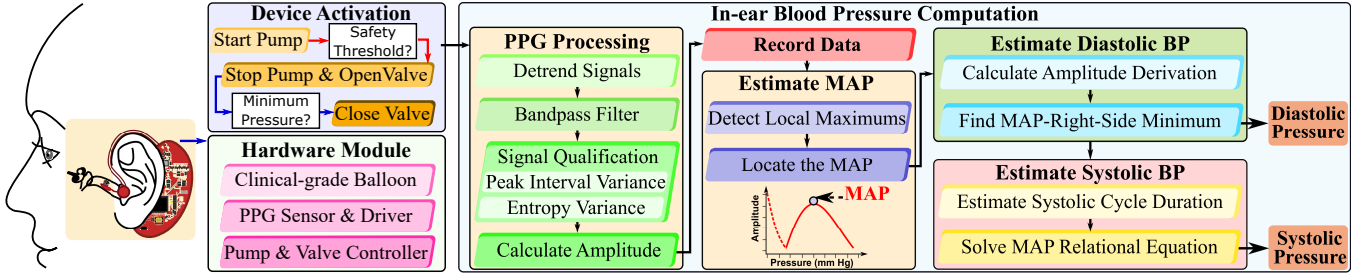 Device Activation
Start Pump
Safety
Threshold?
Stop Pump & OpenValve
Minimum
Pressure?
Close Valve
Hardware Module
Clinical-grade Balloon
PPG Sensor & Driver
Pump & Valve Controller
In-ear Blood Pressure Computation
PPG Processing
Detrend Signals
Bandpass Filter
Signal Qualification
Peak Interval Variance
Entropy Variance
Calculate Amplitude
Record Data
Estimate MAP
Detect Local Maximums
Locate the MAP
MAP
Amplitude
Pressure (mm Hg)
Estimate Diastolic BP
Calculate Amplitude Derivation
Find MAP-Right-Side Minimum
Diastolic
Pressure
Estimate Systolic BP
Estimate Systolic Cycle Duration
Solve MAP Relational Equation
Systolic
Pressure